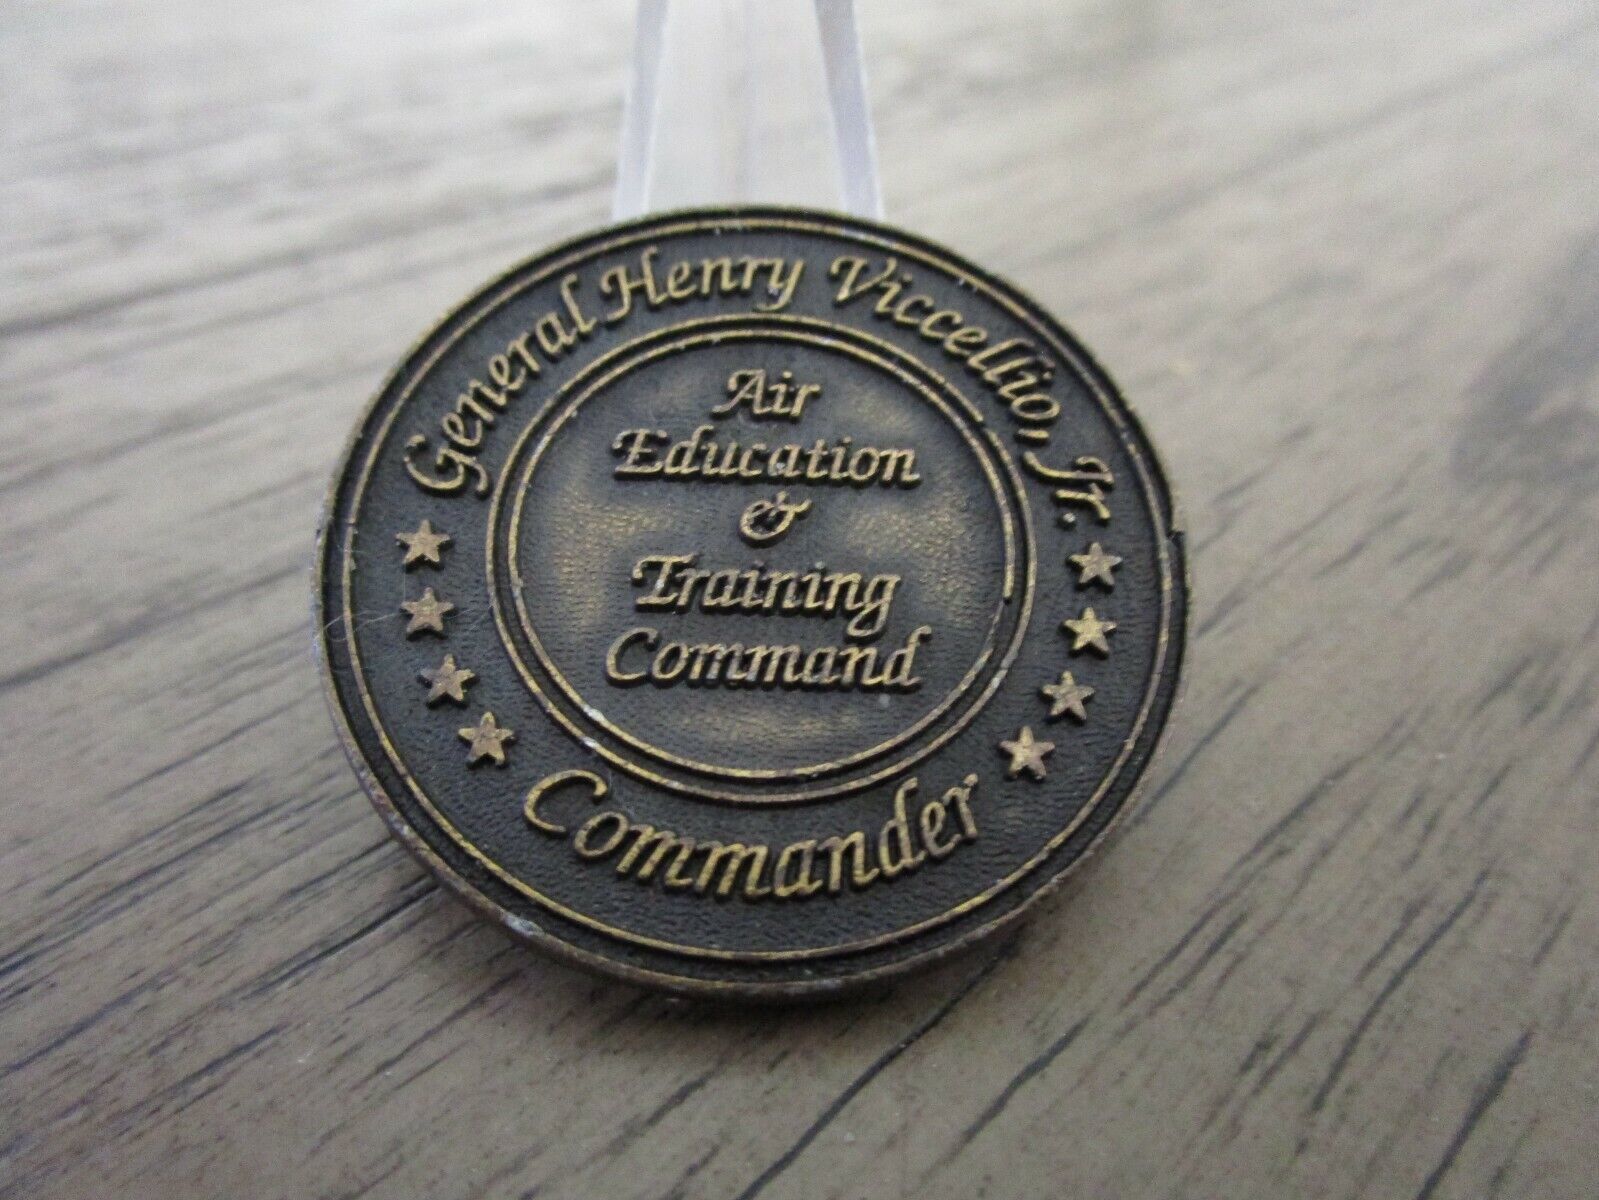 General Henry Viccellio, Jr.
Air
Education
&
Training
Command
Commander